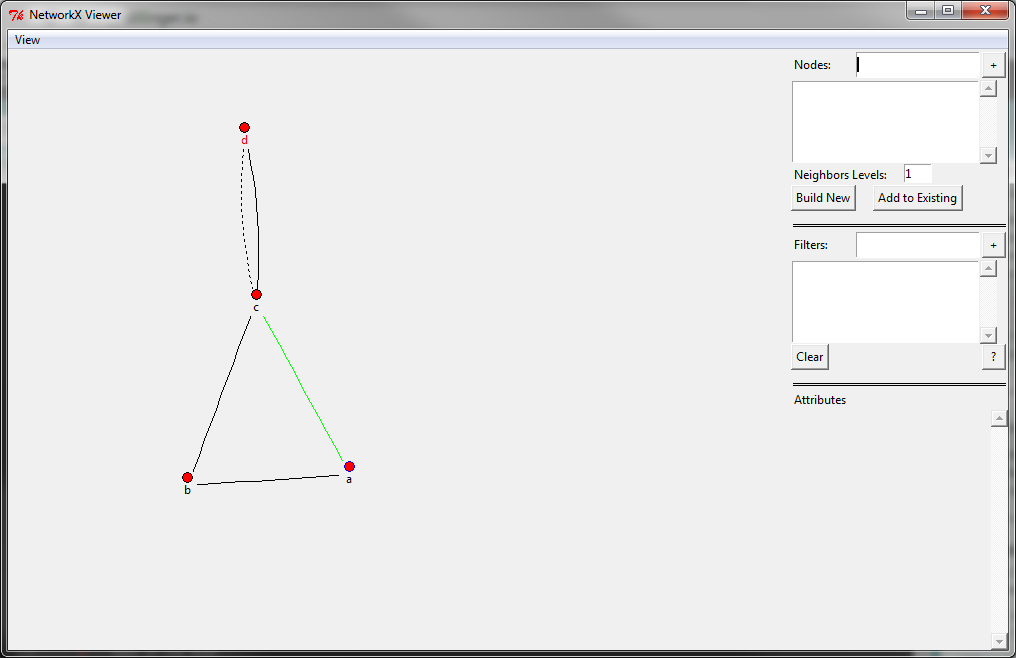 NetworkX Viewer
View
Nodes:
+
Neighbors Levels: 1
Build New
Add to Existing
Filters:
+
Clear
?
Attributes
d
c
b
a